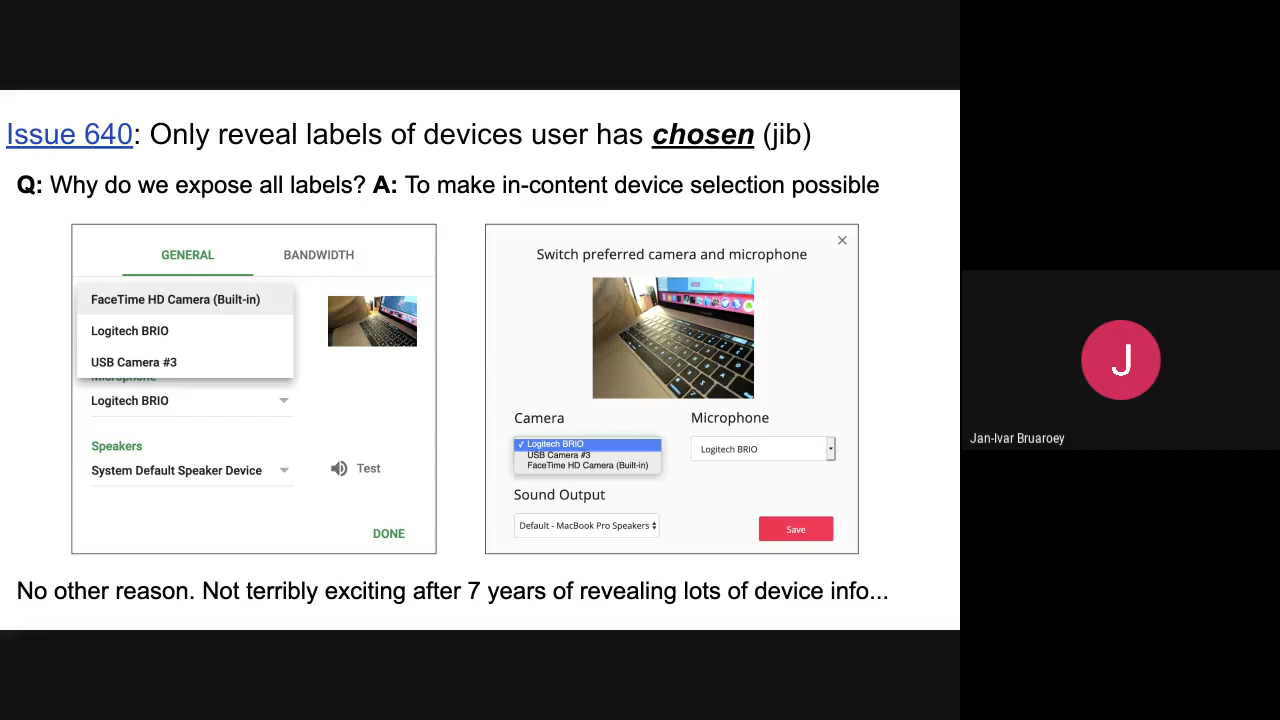 Issue 640: Only reveal labels of devices user has chosen (jib)
Q: Why do we expose all labels? A: To make in-content device selection possible
GENERAL
BANDWIDTH
FaceTime HD Camera (Built-in)
Logitech BRIO
USB Camera #3
Microphone
Logitech BRIO
Speakers
System Default Speaker Device
Test
DONE
Switch preferred camera and microphone
Camera
✓ Logitech BRIO
USB Camera #3
FaceTime HD Camera (Built-in)
Microphone
Logitech BRIO
Sound Output
Default - MacBook Pro Speakers
Save
No other reason. Not terribly exciting after 7 years of revealing lots of device info...
J
Jan-Ivar Bruaroey